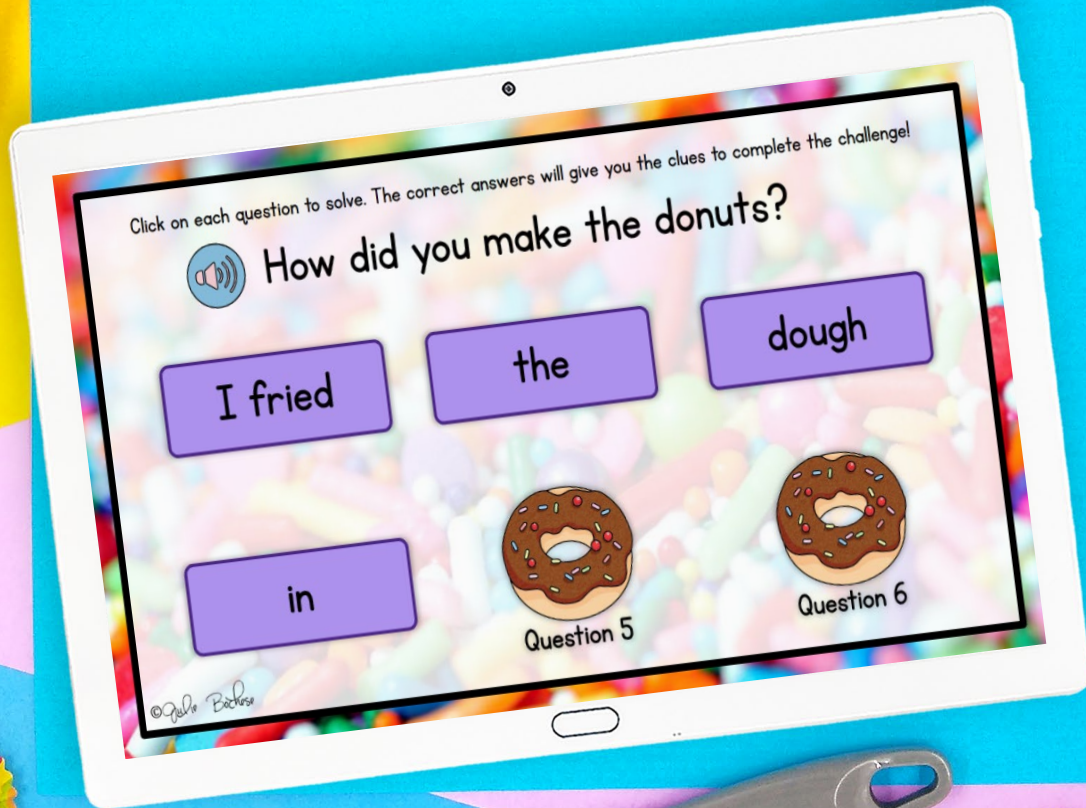 Click on each question to solve. The correct answers will give you the clues to complete the challenge!
How did you make the donuts?
I fried
the
dough
in
Question 5
Question 6